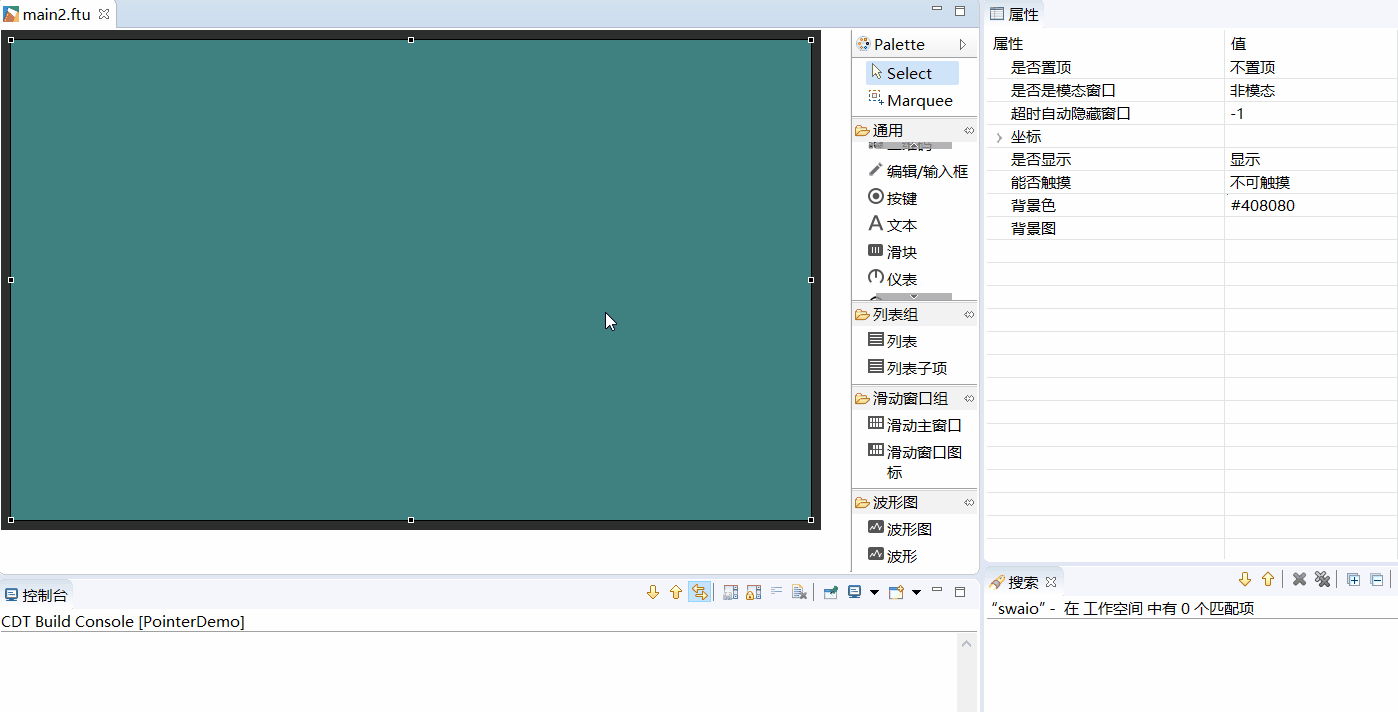 main2.ftu
Palette
Select
Marquee
通用
编辑/输入框
按键
文本
滑块
仪表
列表组
列表
列表子项
滑动窗口组
滑动主窗口
滑动窗口图
标
波形图
波形图
波形
属性
属性 值
是否置顶 不置顶
是否是模态窗口 非模态
超时自动隐藏窗口 -1
坐标
是否显示 显示
能否触摸 不可触摸
背景色 #408080
背景图
控制台
CDT Build Console [PointerDemo]
搜索
“swaio” - 在 工作空间 中有 0 个匹配项